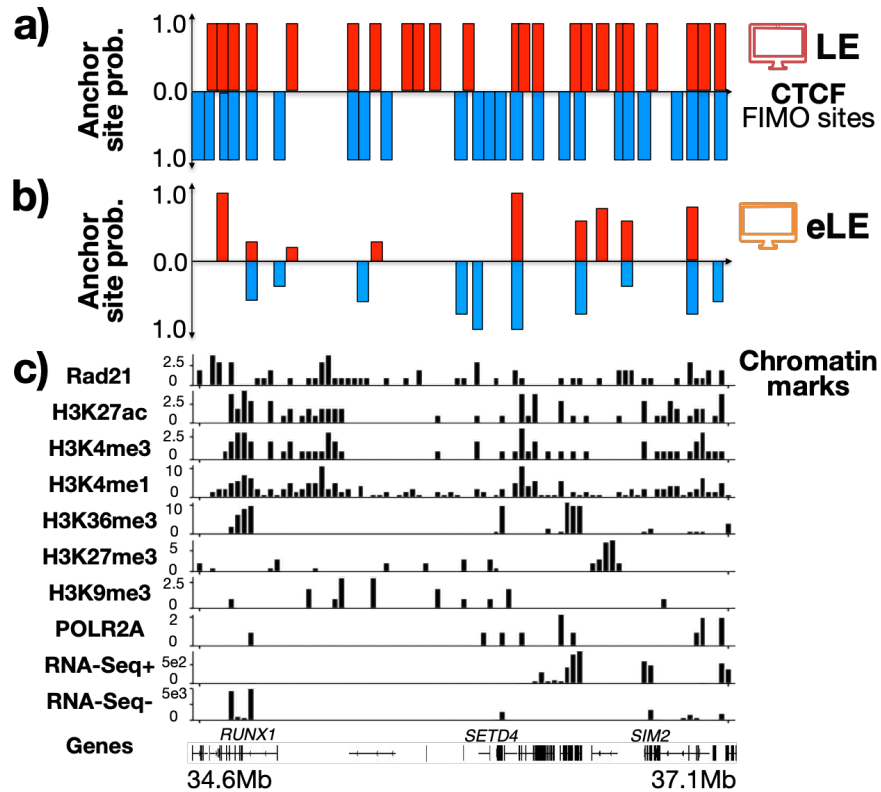 a)
Anchor
site prob.
1.0
0.0
1.0
LE
CTCF
FIMO sites
b)
Anchor
site prob.
1.0
0.0
1.0
eLE
c)
Chromatin
marks
Rad21
2.5
0
H3K27ac
2.5
0
H3K4me3
2.5
0
H3K4me1
10
0
H3K36me3
10
0
H3K27me3
5
0
H3K9me3
2.5
0
POLR2A
2
0
RNA-Seq+
5e2
0
RNA-Seq-
5e3
0
Genes
RUNX1 SETD4 SIM2
34.6Mb 37.1Mb